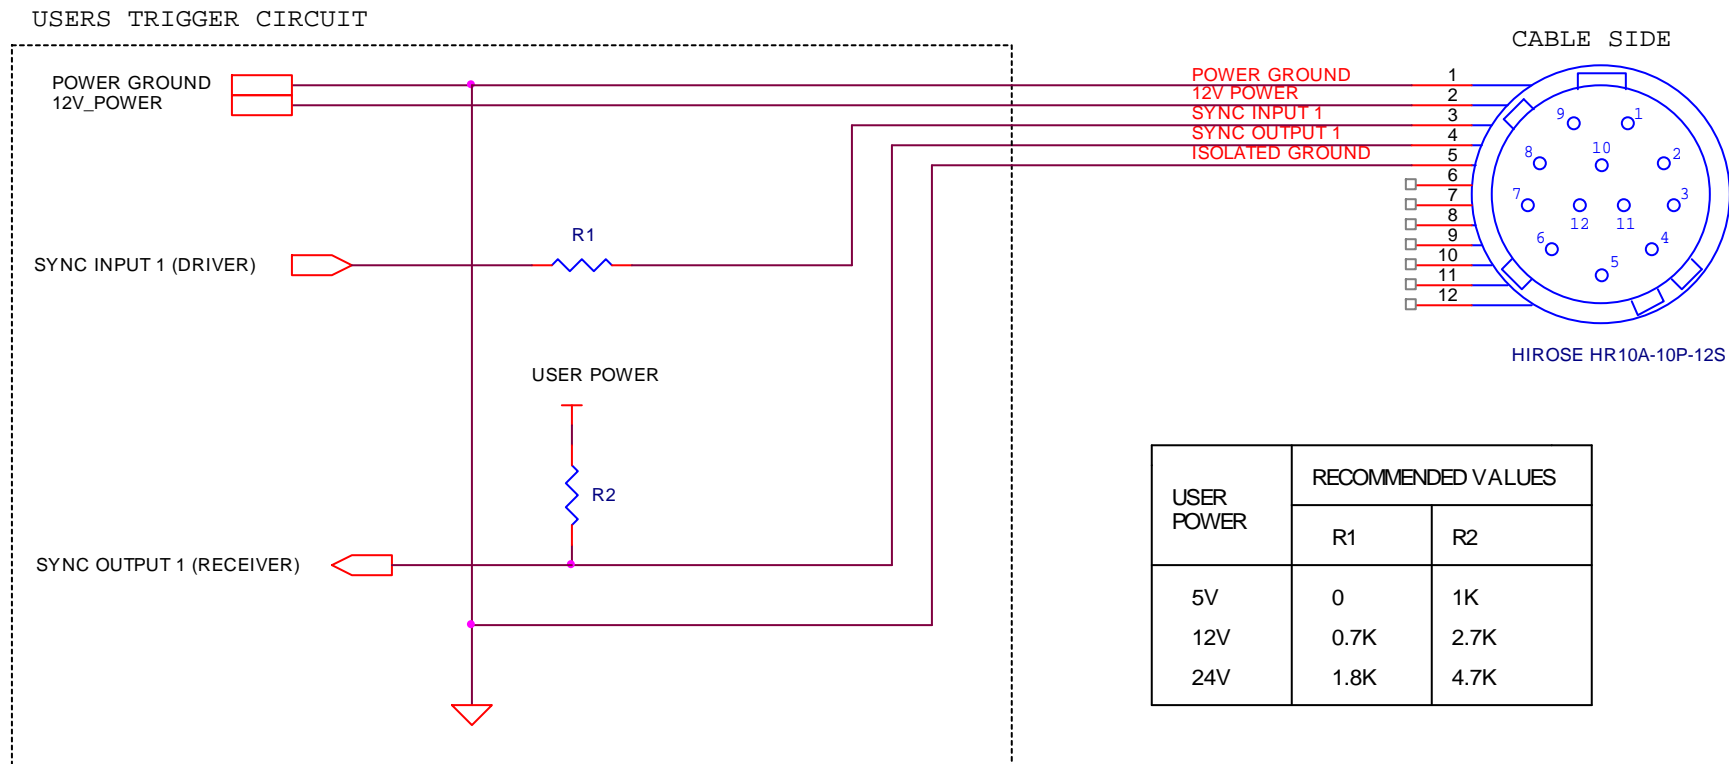 USERS TRIGGER CIRCUIT
CABLE SIDE
POWER GROUND
12V_POWER
POWER GROUND 1
12V POWER 2
SYNC INPUT 1 3
SYNC OUTPUT 1 4
ISOLATED GROUND 5
6
7
8
9
10
11
12
9 1
8 10 2
7 12 11 3
6 4
5
HIROSE HR10A-10P-12S
R1
SYNC INPUT 1 (DRIVER)
USER POWER
R2
SYNC OUTPUT 1 (RECEIVER)
USER POWER
RECOMMENDED VALUES
R1 R2
5V 0 1K
12V 0.7K 2.7K
24V 1.8K 4.7K